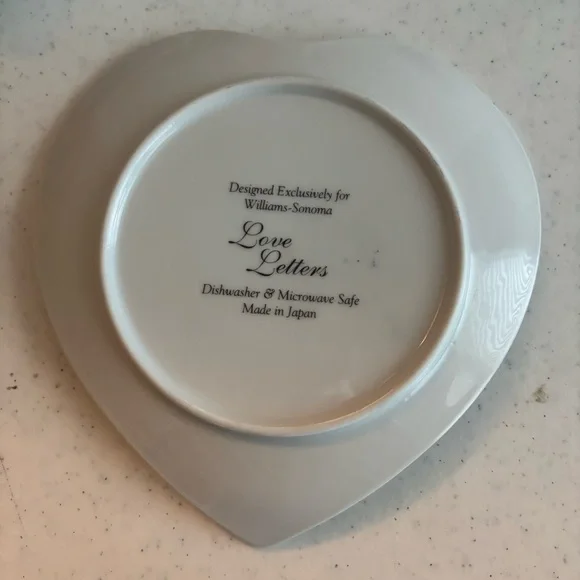 Designed Exclusively for
Williams-Sonoma
Love
Letters
Dishwasher & Microwave Safe
Made in Japan